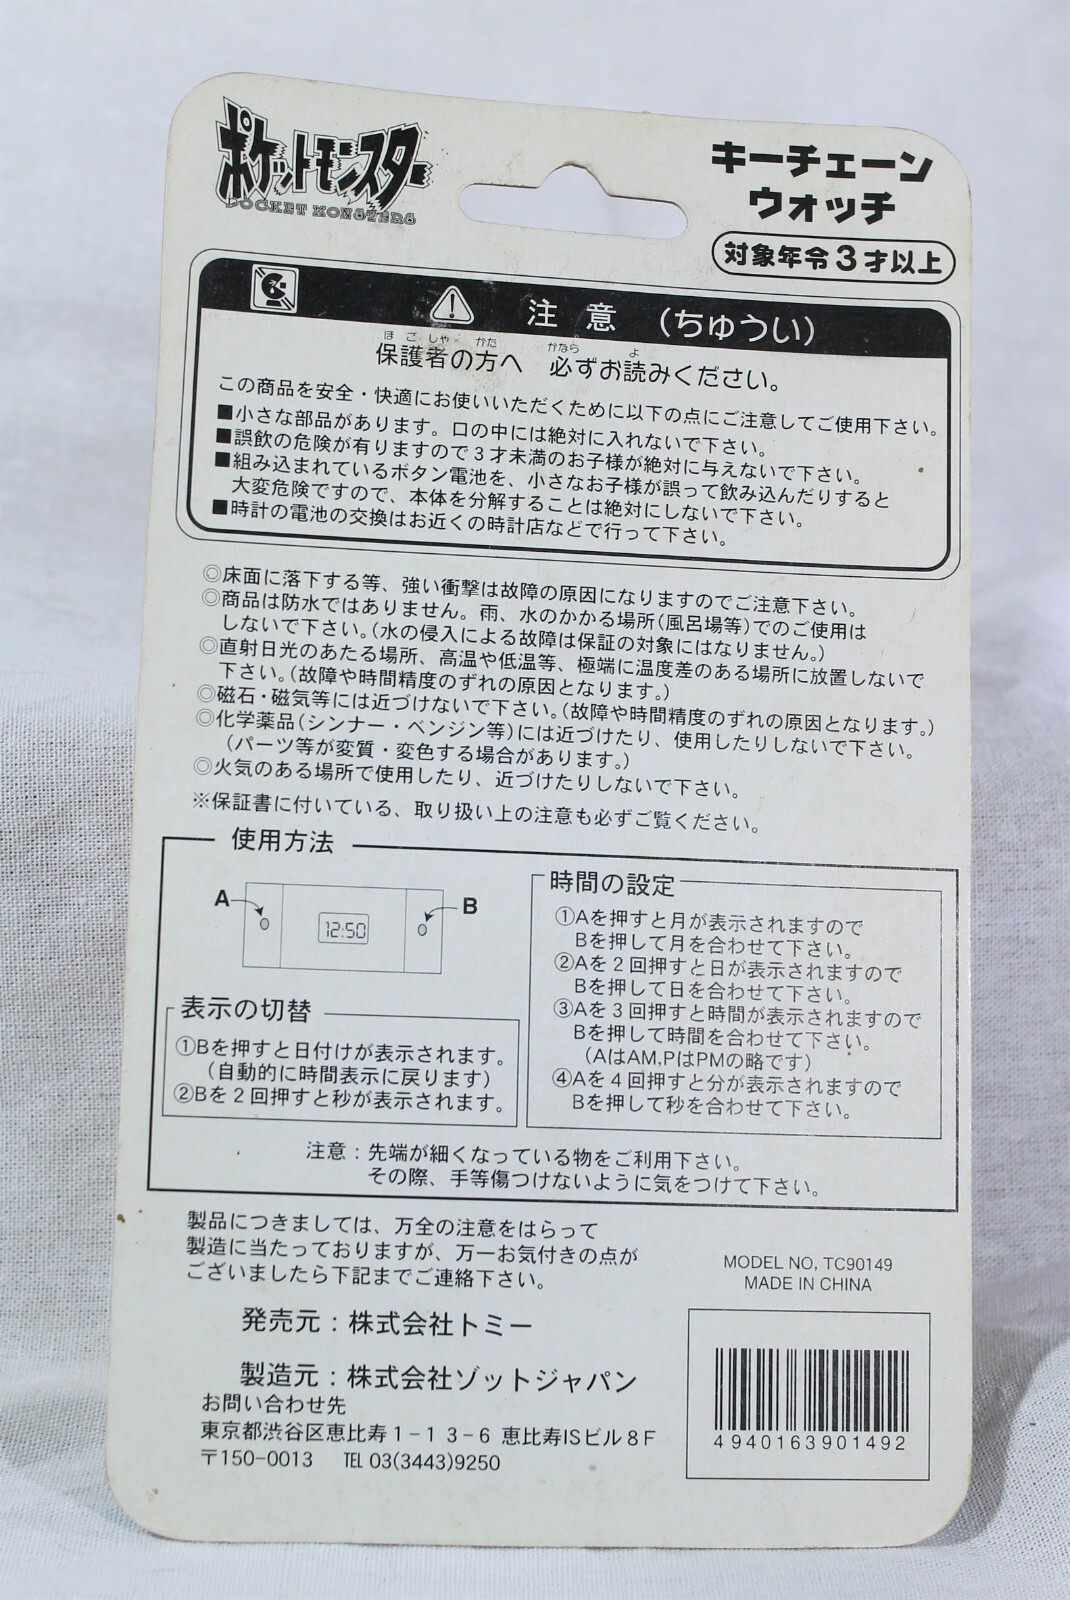 ポケットモンスター
POCKET MONSTERS
キーチェーン
ウォッチ
対象年令3才以上
注意 (ちゅうい)
ほごしゃ かた かなら よ
保護者の方へ 必ずお読みください。
この商品を安全・快適にお使いいただくために以下の点にご注意してご使用下さい。
■小さな部品があります。口の中には絶対に入れないで下さい。
■誤飲の危険が有りますので3才未満のお子様が絶対に与えないで下さい。
■組み込まれているボタン電池を、小さなお子様が誤って飲み込んだりすると
大変危険ですので、本体を分解することは絶対にしないで下さい。
■時計の電池の交換はお近くの時計店などで行って下さい。
◎床面に落下する等、強い衝撃は故障の原因になりますのでご注意下さい。
◎商品は防水ではありません。雨、水のかかる場所(風呂場等)でのご使用は
しないで下さい。(水の侵入による故障は保証の対象にはなりません。)
◎直射日光のあたる場所、高温や低温等、極端に温度差のある場所に放置しないで
下さい。(故障や時間精度のずれの原因となります。)
◎磁石・磁気等には近づけないで下さい。(故障や時間精度のずれの原因となります。)
◎化学薬品(シンナー・ベンジン等)には近づけたり、使用したりしないで下さい。
(パーツ等が変質・変色する場合があります。)
◎火気のある場所で使用したり、近づけたりしないで下さい。
※保証書に付いている、取り扱い上の注意も必ずご覧ください。
使用方法
A
12:50
B
表示の切替
①Bを押すと日付けが表示されます。
(自動的に時間表示に戻ります)
②Bを2回押すと秒が表示されます。
時間の設定
①Aを押すと月が表示されますので
Bを押して月を合わせて下さい。
②Aを2回押すと日が表示されますので
Bを押して日を合わせて下さい。
③Aを3回押すと時間が表示されますので
Bを押して時間を合わせて下さい。
(AはAM,PはPMの略です)
④Aを4回押すと分が表示されますので
Bを押して秒を合わせて下さい。
注意:先端が細くなっている物をご利用下さい。
その際、手等傷つけないように気をつけて下さい。
製品につきましては、万全の注意をはらって
製造に当たっておりますが、万一お気付きの点が
ございましたら下記までご連絡下さい。
発売元:株式会社トミー
製造元:株式会社ゾットジャパン
お問い合わせ先
東京都渋谷区恵比寿1-13-6 恵比寿ISビル8F
〒150-0013 TEL 03(3443)9250
MODEL NO, TC90149
MADE IN CHINA
4940163901492